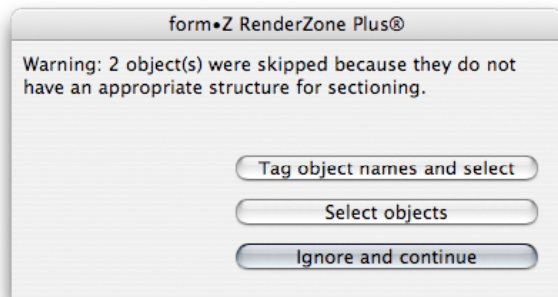 form•Z RenderZone Plus®
Warning: 2 object(s) were skipped because they do not
have an appropriate structure for sectioning.
Tag object names and select
Select objects
Ignore and continue